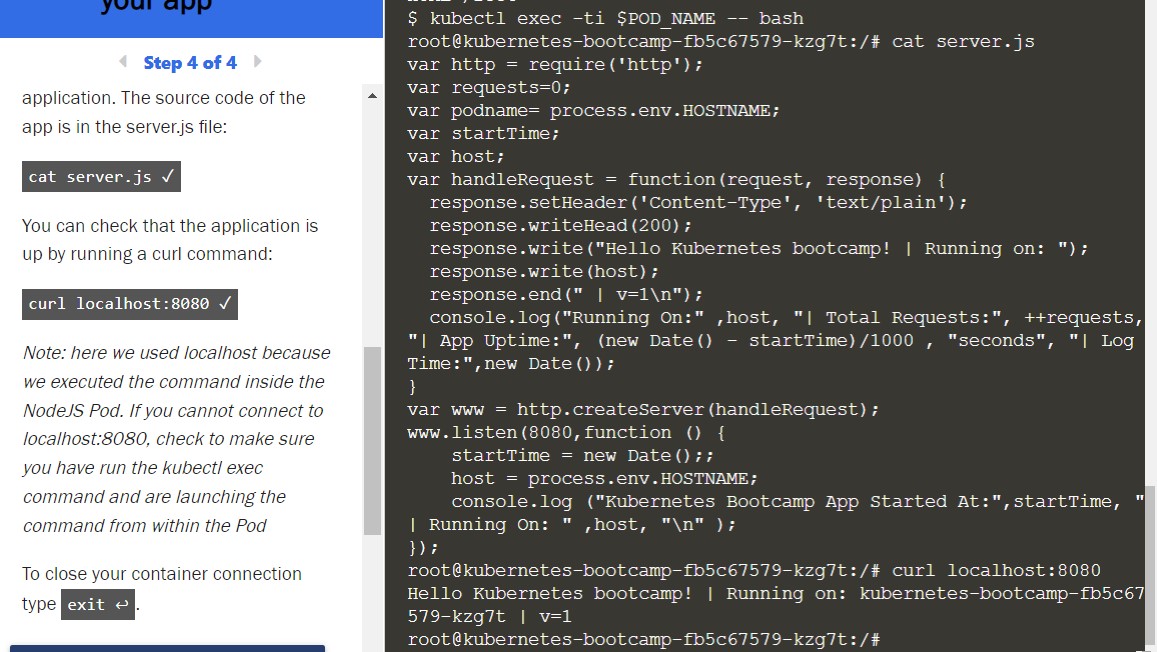 your app
Step 4 of 4
application. The source code of the
app is in the server.js file:
cat server.js ✓
You can check that the application is
up by running a curl command:
curl localhost:8080 ✓
Note: here we used localhost because
we executed the command inside the
NodeJS Pod. If you cannot connect to
localhost:8080, check to make sure
you have run the kubectl exec
command and are launching the
command from within the Pod
To close your container connection
type exit ↩.
$ kubectl exec -ti $POD_NAME -- bash
root@kubernetes-bootcamp-fb5c67579-kzg7t:/# cat server.js
var http = require('http');
var requests=0;
var podname= process.env.HOSTNAME;
var startTime;
var host;
var handleRequest = function(request, response) {
  response.setHeader('Content-Type', 'text/plain');
  response.writeHead(200);
  response.write("Hello Kubernetes bootcamp! | Running on: ");
  response.write(host);
  response.end(" | v=1\n");
  console.log("Running On:" ,host, "| Total Requests:", ++requests,
"| App Uptime:", (new Date() - startTime)/1000 , "seconds", "| Log
Time:",new Date());
}
var www = http.createServer(handleRequest);
www.listen(8080,function () {
    startTime = new Date();;
    host = process.env.HOSTNAME;
    console.log ("Kubernetes Bootcamp App Started At:",startTime, "
| Running On: " ,host, "\n" );
});
root@kubernetes-bootcamp-fb5c67579-kzg7t:/# curl localhost:8080
Hello Kubernetes bootcamp! | Running on: kubernetes-bootcamp-fb5c67
579-kzg7t | v=1
root@kubernetes-bootcamp-fb5c67579-kzg7t:/#